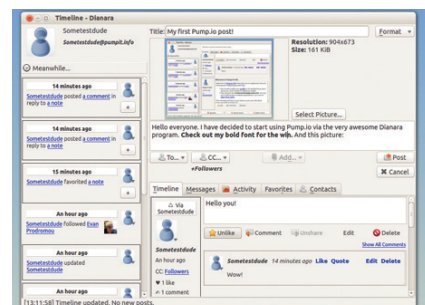 Timeline - Dianara
Sometestdude
Sometestdude@pumpit.info
Meanwhile...
14 minutes ago
Sometestdude posted a comment in
reply to a note
+
14 minutes ago
Sometestdude posted a comment in
reply to a note
+
15 minutes ago
Sometestdude favorited a note
+
An hour ago
Sometestdude followed Evan
Prodromou
An hour ago
Sometestdude updated
Sometestdude
An hour ago
[13:11:58] Timeline updated. No new posts.
Title: My first Pump.io post!
Format
Resolution: 904x673
Size: 161 KiB
Select Picture...
Hello everyone. I have decided to start using Pump.io via the very awesome Dianara
program. Check out my bold font for the win. And this picture:
To...
CC...
Add...
Post
+Followers
Cancel
Timeline
Messages
Activity
Favorites
Contacts
Via
Sometestdude
Hello you!
Sometestdude
An hour ago
CC: Followers
1 like
1 comment
Unlike
Comment
Unshare
Edit
Delete
Show All Comments
Sometestdude 14 minutes ago Like Quote Edit Delete
Wow!